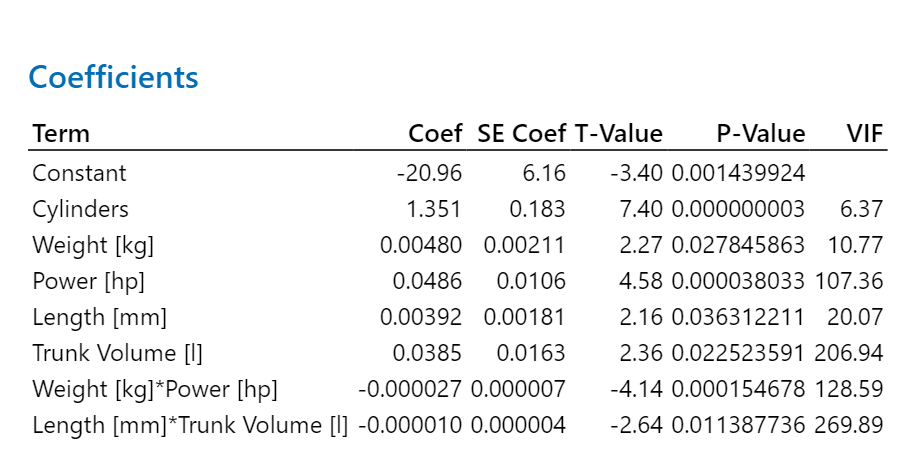 Coefficients
Term Coef SE Coef T-Value P-Value VIF
Constant -20.96 6.16 -3.40 0.001439924
Cylinders 1.351 0.183 7.40 0.000000003 6.37
Weight [kg] 0.00480 0.00211 2.27 0.027845863 10.77
Power [hp] 0.0486 0.0106 4.58 0.000038033 107.36
Length [mm] 0.00392 0.00181 2.16 0.036312211 20.07
Trunk Volume [l] 0.0385 0.0163 2.36 0.022523591 206.94
Weight [kg]*Power [hp] -0.000027 0.000007 -4.14 0.000154678 128.59
Length [mm]*Trunk Volume [l] -0.000010 0.000004 -2.64 0.011387736 269.89